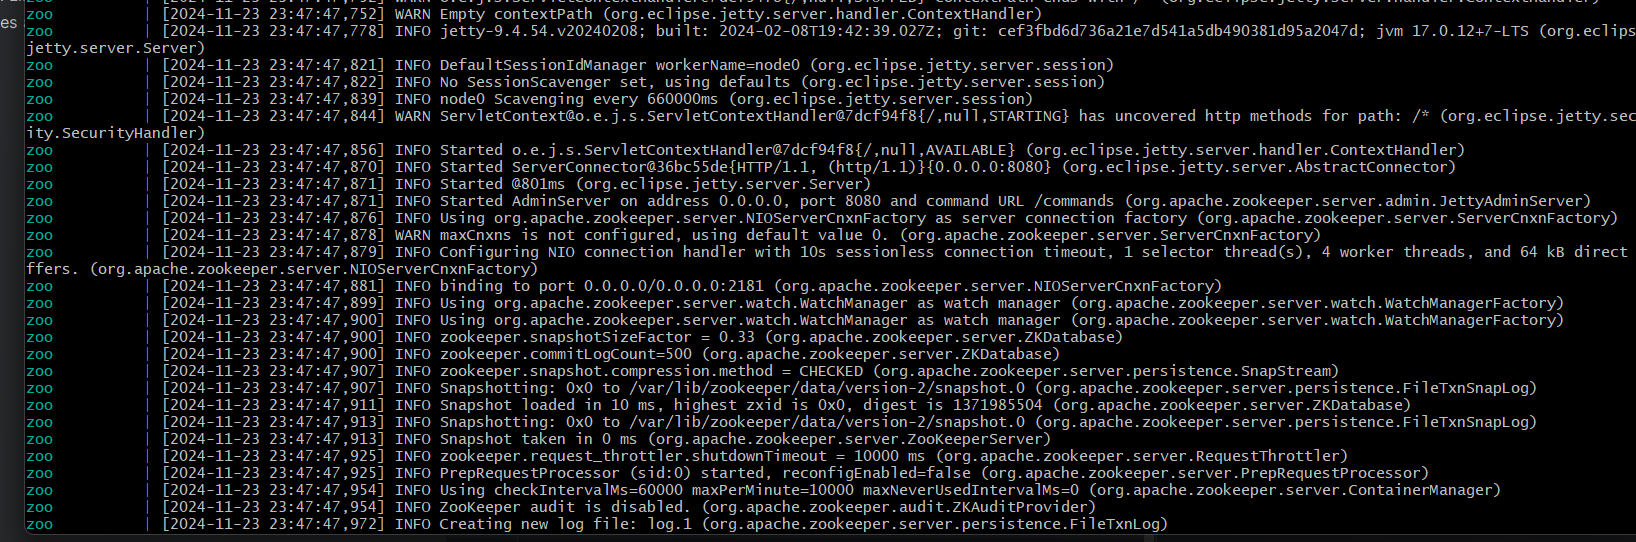 es
zoo | [2024-11-23 23:47:47,752] WARN Empty contextPath (org.eclipse.jetty.server.handler.ContextHandler)
zoo | [2024-11-23 23:47:47,778] INFO jetty-9.4.54.v20240208; built: 2024-02-08T19:42:39.027Z; git: cef3fbd6d736a21e7d541a5db490381d95a2047d; jvm 17.0.12+7-LTS (org.eclips
jetty.server.Server)
zoo | [2024-11-23 23:47:47,821] INFO DefaultSessionIdManager workerName=node0 (org.eclipse.jetty.server.session)
zoo | [2024-11-23 23:47:47,822] INFO No SessionScavenger set, using defaults (org.eclipse.jetty.server.session)
zoo | [2024-11-23 23:47:47,839] INFO node0 Scavenging every 660000ms (org.eclipse.jetty.server.session)
zoo | [2024-11-23 23:47:47,844] WARN ServletContext@o.e.j.s.ServletContextHandler@7dcf94f8{/,null,STARTING} has uncovered http methods for path: /* (org.eclipse.jetty.sec
ity.SecurityHandler)
zoo | [2024-11-23 23:47:47,856] INFO Started o.e.j.s.ServletContextHandler@7dcf94f8{/,null,AVAILABLE} (org.eclipse.jetty.server.handler.ContextHandler)
zoo | [2024-11-23 23:47:47,870] INFO Started ServerConnector@36bc55de{HTTP/1.1, (http/1.1)}{0.0.0.0:8080} (org.eclipse.jetty.server.AbstractConnector)
zoo | [2024-11-23 23:47:47,871] INFO Started @801ms (org.eclipse.jetty.server.Server)
zoo | [2024-11-23 23:47:47,871] INFO Started AdminServer on address 0.0.0.0, port 8080 and command URL /commands (org.apache.zookeeper.server.admin.JettyAdminServer)
zoo | [2024-11-23 23:47:47,876] INFO Using org.apache.zookeeper.server.NIOServerCnxnFactory as server connection factory (org.apache.zookeeper.server.ServerCnxnFactory)
zoo | [2024-11-23 23:47:47,878] WARN maxCnxns is not configured, using default value 0. (org.apache.zookeeper.server.ServerCnxnFactory)
zoo | [2024-11-23 23:47:47,879] INFO Configuring NIO connection handler with 10s sessionless connection timeout, 1 selector thread(s), 4 worker threads, and 64 kB direct
ffers. (org.apache.zookeeper.server.NIOServerCnxnFactory)
zoo | [2024-11-23 23:47:47,881] INFO binding to port 0.0.0.0/0.0.0.0:2181 (org.apache.zookeeper.server.NIOServerCnxnFactory)
zoo | [2024-11-23 23:47:47,899] INFO Using org.apache.zookeeper.server.watch.WatchManager as watch manager (org.apache.zookeeper.server.watch.WatchManagerFactory)
zoo | [2024-11-23 23:47:47,900] INFO Using org.apache.zookeeper.server.watch.WatchManager as watch manager (org.apache.zookeeper.server.watch.WatchManagerFactory)
zoo | [2024-11-23 23:47:47,900] INFO zookeeper.snapshotSizeFactor = 0.33 (org.apache.zookeeper.server.ZKDatabase)
zoo | [2024-11-23 23:47:47,900] INFO zookeeper.commitLogCount=500 (org.apache.zookeeper.server.ZKDatabase)
zoo | [2024-11-23 23:47:47,907] INFO zookeeper.snapshot.compression.method = CHECKED (org.apache.zookeeper.server.persistence.SnapStream)
zoo | [2024-11-23 23:47:47,907] INFO Snapshotting: 0x0 to /var/lib/zookeeper/data/version-2/snapshot.0 (org.apache.zookeeper.server.persistence.FileTxnSnapLog)
zoo | [2024-11-23 23:47:47,911] INFO Snapshot loaded in 10 ms, highest zxid is 0x0, digest is 1371985504 (org.apache.zookeeper.server.ZKDatabase)
zoo | [2024-11-23 23:47:47,913] INFO Snapshotting: 0x0 to /var/lib/zookeeper/data/version-2/snapshot.0 (org.apache.zookeeper.server.persistence.FileTxnSnapLog)
zoo | [2024-11-23 23:47:47,913] INFO Snapshot taken in 0 ms (org.apache.zookeeper.server.ZooKeeperServer)
zoo | [2024-11-23 23:47:47,925] INFO zookeeper.request_throttler.shutdownTimeout = 10000 ms (org.apache.zookeeper.server.RequestThrottler)
zoo | [2024-11-23 23:47:47,925] INFO PrepRequestProcessor (sid:0) started, reconfigEnabled=false (org.apache.zookeeper.server.PrepRequestProcessor)
zoo | [2024-11-23 23:47:47,954] INFO Using checkIntervalMs=60000 maxPerMinute=10000 maxNeverUsedIntervalMs=0 (org.apache.zookeeper.server.ContainerManager)
zoo | [2024-11-23 23:47:47,954] INFO ZooKeeper audit is disabled. (org.apache.zookeeper.audit.ZKAuditProvider)
zoo | [2024-11-23 23:47:47,972] INFO Creating new log file: log.1 (org.apache.zookeeper.server.persistence.FileTxnLog)